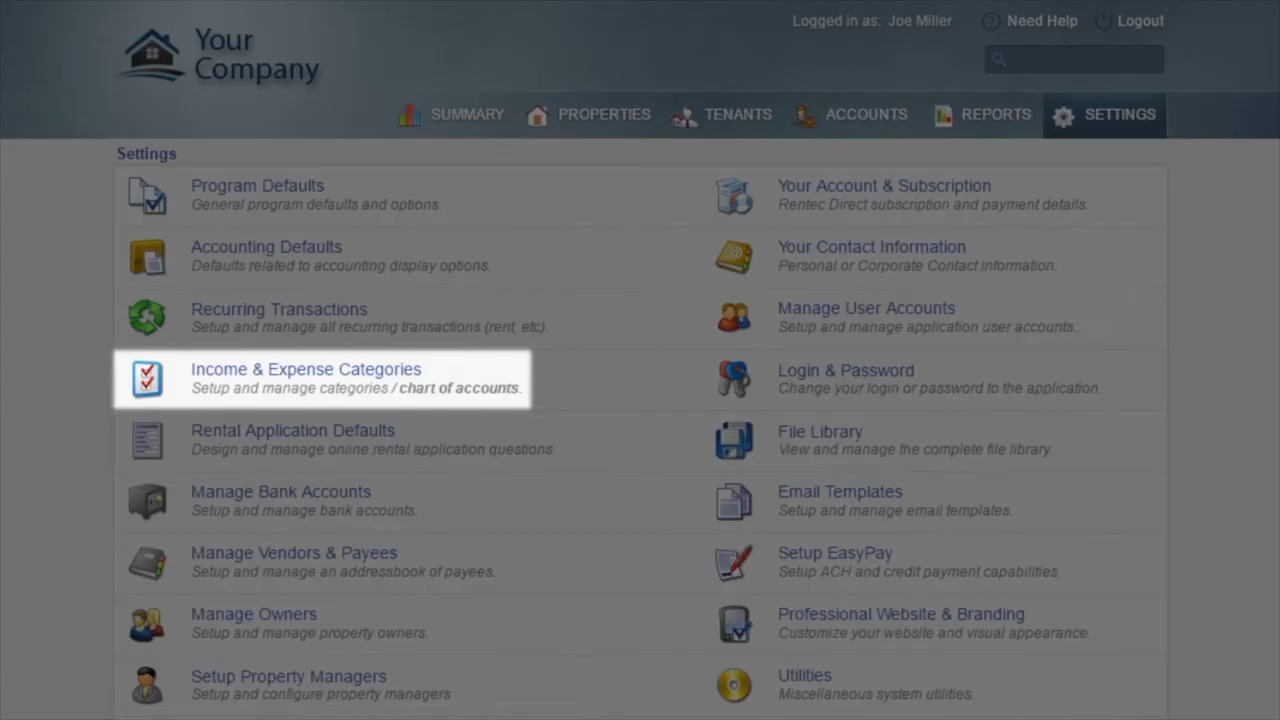 Logged in as: Joe Miller Need Help Logout
Your
Company
SUMMARY PROPERTIES TENANTS ACCOUNTS REPORTS SETTINGS
Settings
Program Defaults
General program defaults and options.
Your Account & Subscription
Rentec Direct subscription and payment details.
Accounting Defaults
Defaults related to accounting display options.
Your Contact Information
Personal or Corporate Contact information.
Recurring Transactions
Setup and manage all recurring transactions (rent, etc).
Manage User Accounts
Setup and manage application user accounts..
Income & Expense Categories
Setup and manage categories / chart of accounts.
Login & Password
Change your login or password to the application.
Rental Application Defaults
Design and manage online rental application questions.
File Library
View and manage the complete file library.
Manage Bank Accounts
Setup and manage bank accounts.
Email Templates
Setup and manage email templates.
Manage Vendors & Payees
Setup and manage an addressbook of payees.
Setup EasyPay
Setup ACH and credit payment capabilities.
Manage Owners
Setup and manage property owners.
Professional Website & Branding
Customize your website and visual appearance.
Setup Property Managers
Setup and configure property managers
Utilities
Miscellaneous system utilities.